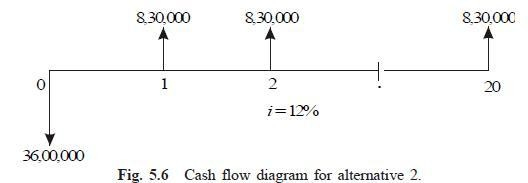 8,30,000 8,30,000 8,30,000
0 1 2 . 20
i=12%
36,00,000
Fig. 5.6 Cash flow diagram for alternative 2.